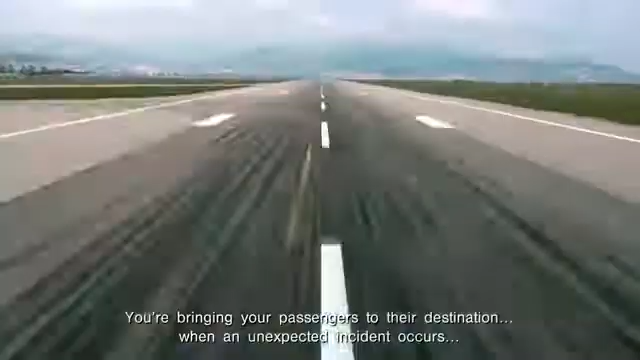 You're bringing your passengers to their destination...
when an unexpected incident occurs...